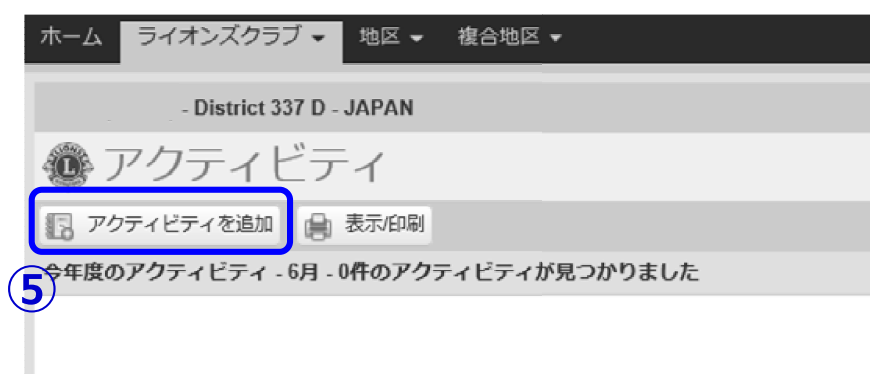 ホーム ライオンズクラブ 地区 複合地区
- District 337 D - JAPAN
アクティビティ
アクティビティを追加 表示/印刷
⑤
今年度のアクティビティ - 6月 - 0件のアクティビティが見つかりました